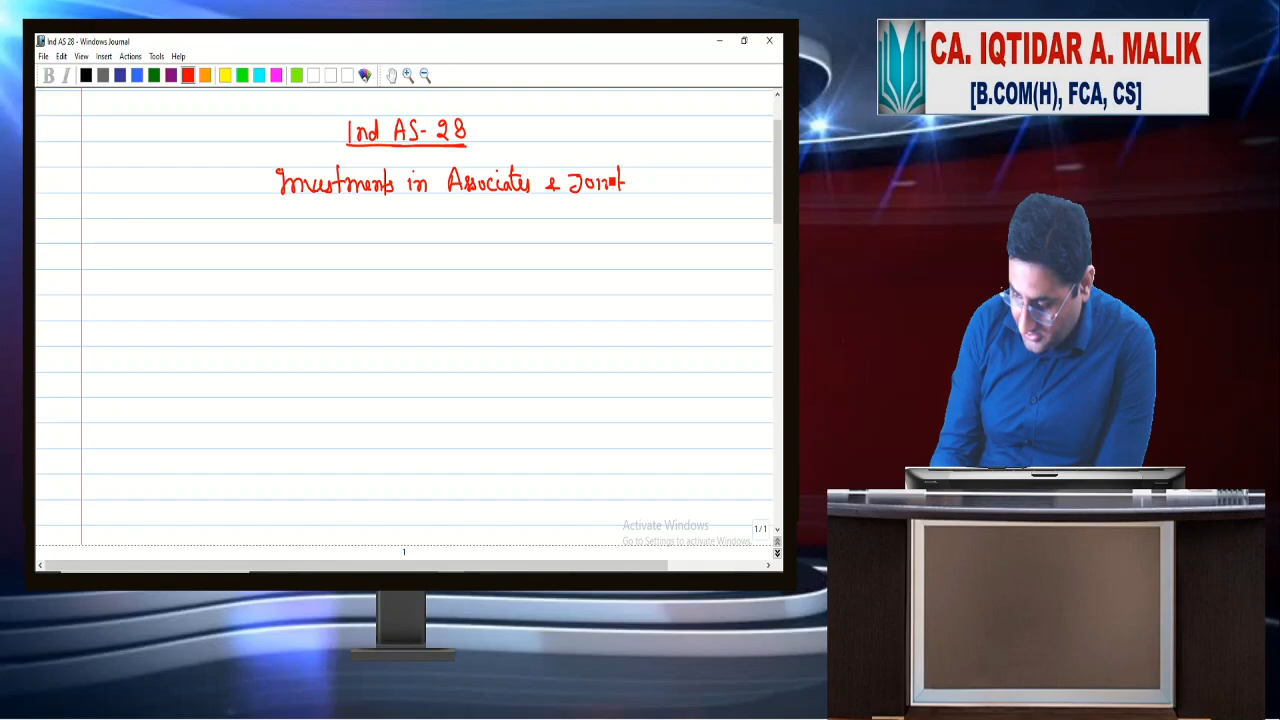 Ind AS 28 - Windows Journal
File Edit View Insert Actions Tools Help
B I
Ind AS-28
Investments in Associates & Joint
Activate Windows
Go to Settings to activate Windows.
1/1
1
CA. IQTIDAR A. MALIK
[B.COM(H), FCA, CS]